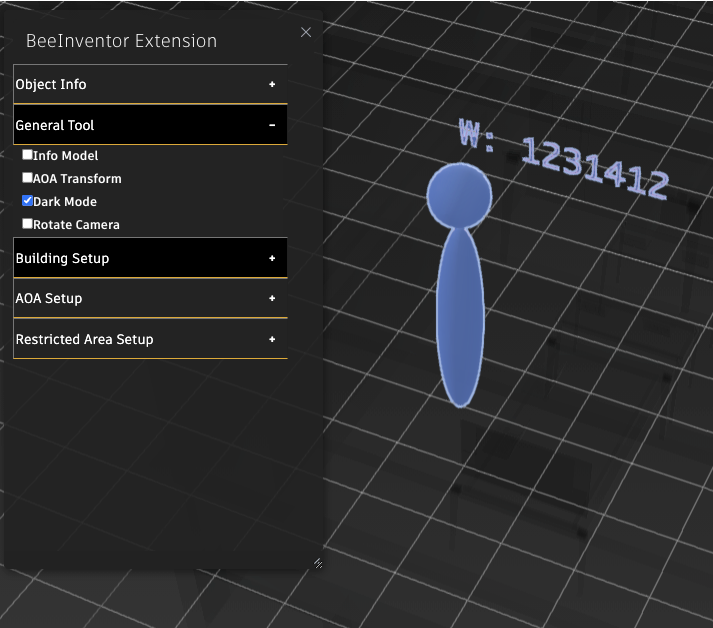 BeeInventor Extension
Object Info +
General Tool -
Info Model
AOA Transform
Dark Mode
Rotate Camera
Building Setup +
AOA Setup +
Restricted Area Setup +
W: 1231412